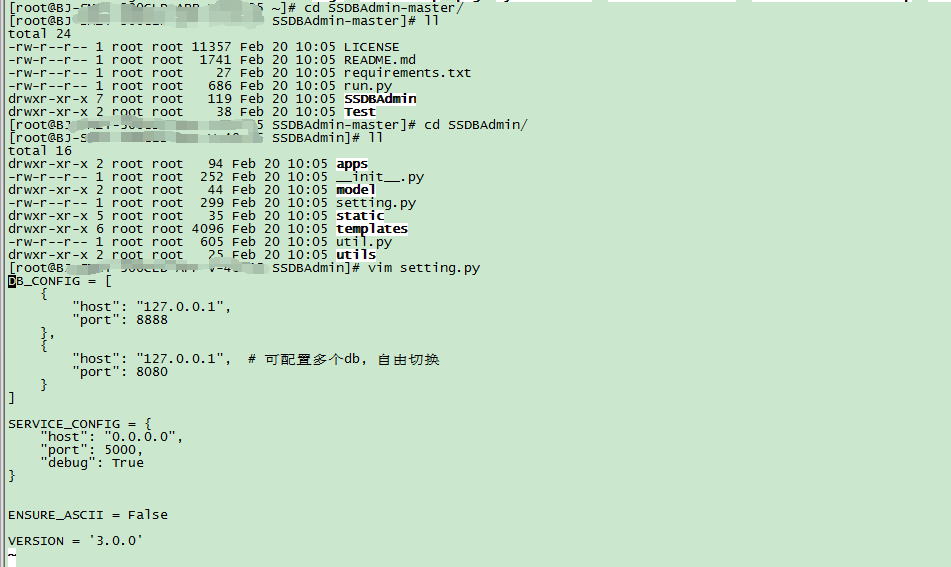 [root@BJ- ~]# cd SSDBAdmin-master/
[root@BJ- SSDBAdmin-master]# ll
total 24
-rw-r--r-- 1 root root 11357 Feb 20 10:05 LICENSE
-rw-r--r-- 1 root root  1741 Feb 20 10:05 README.md
-rw-r--r-- 1 root root    27 Feb 20 10:05 requirements.txt
-rw-r--r-- 1 root root   686 Feb 20 10:05 run.py
drwxr-xr-x 7 root root   119 Feb 20 10:05 SSDBAdmin
drwxr-xr-x 2 root root    38 Feb 20 10:05 Test
[root@BJ SSDBAdmin-master]# cd SSDBAdmin/
[root@BJ- SSDBAdmin]# ll
total 16
drwxr-xr-x 2 root root   94 Feb 20 10:05 apps
-rw-r--r-- 1 root root  252 Feb 20 10:05 __init__.py
drwxr-xr-x 2 root root   44 Feb 20 10:05 model
-rw-r--r-- 1 root root  299 Feb 20 10:05 setting.py
drwxr-xr-x 5 root root   35 Feb 20 10:05 static
drwxr-xr-x 6 root root 4096 Feb 20 10:05 templates
-rw-r--r-- 1 root root  605 Feb 20 10:05 util.py
drwxr-xr-x 2 root root   25 Feb 20 10:05 utils
[root@BJ- SSDBAdmin]# vim setting.py
DB_CONFIG = [
    {
        "host": "127.0.0.1",
        "port": 8888
    },
    {
        "host": "127.0.0.1",  # 可配置多个db, 自由切换
        "port": 8080
    }
]
SERVICE_CONFIG = {
    "host": "0.0.0.0",
    "port": 5000,
    "debug": True
}
ENSURE_ASCII = False
VERSION = '3.0.0'
~